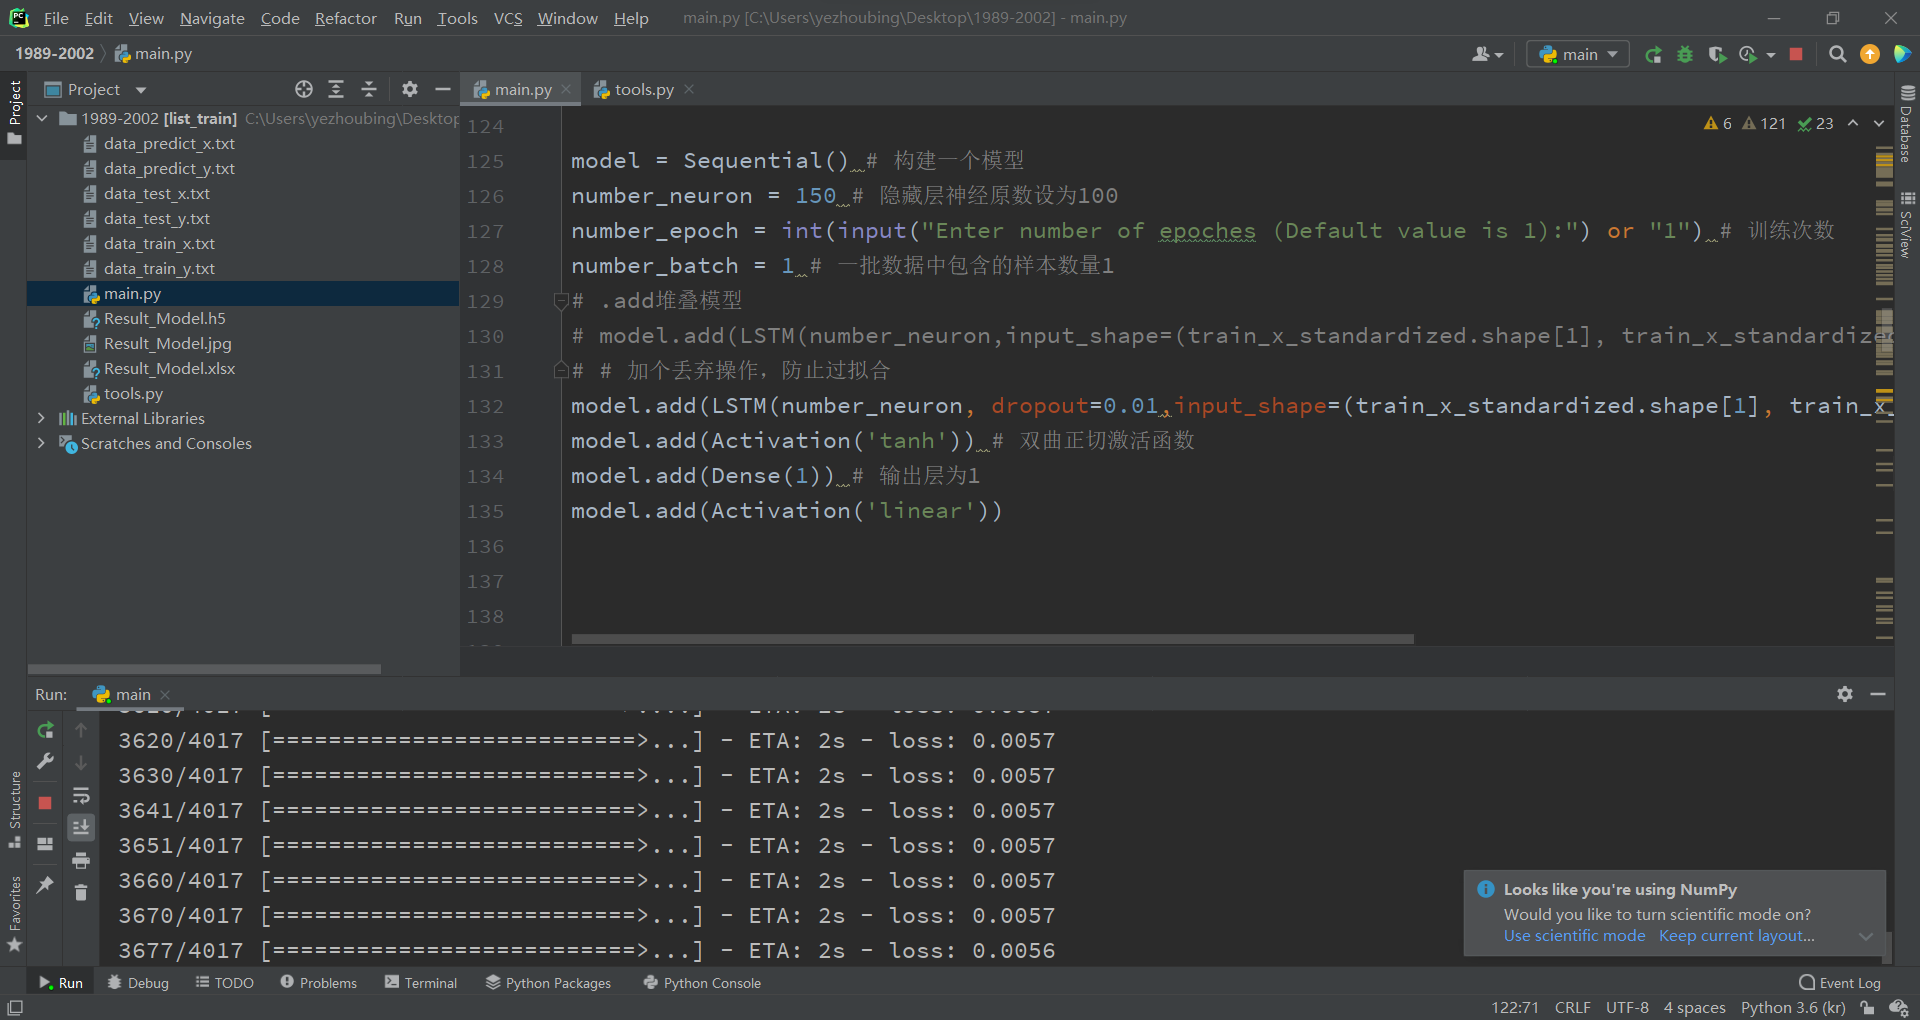 File Edit View Navigate Code Refactor Run Tools VCS Window Help main.py [C:\Users\yezhoubing\Desktop\1989-2002] - main.py
1989-2002 main.py
main
Project
main.py
tools.py
1989-2002 [list_train] C:\Users\yezhoubing\Desktop
data_predict_x.txt
data_predict_y.txt
data_test_x.txt
data_test_y.txt
data_train_x.txt
data_train_y.txt
main.py
Result_Model.h5
Result_Model.jpg
Result_Model.xlsx
tools.py
External Libraries
Scratches and Consoles
6 121 23
124
125 model = Sequential() # 构建一个模型
126 number_neuron = 150 # 隐藏层神经原数设为100
127 number_epoch = int(input("Enter number of epoches (Default value is 1):") or "1") # 训练次数
128 number_batch = 1 # 一批数据中包含的样本数量1
129 # .add堆叠模型
130 # model.add(LSTM(number_neuron,input_shape=(train_x_standardized.shape[1], train_x_standardized
131 # # 加个丢弃操作，防止过拟合
132 model.add(LSTM(number_neuron, dropout=0.01,input_shape=(train_x_standardized.shape[1], train_x_
133 model.add(Activation('tanh')) # 双曲正切激活函数
134 model.add(Dense(1)) # 输出层为1
135 model.add(Activation('linear'))
136
137
138
Project
Structure
Favorites
Database
SciView
Run: main
3620/4017 [==========================>...] - ETA: 2s - loss: 0.0057
3630/4017 [==========================>...] - ETA: 2s - loss: 0.0057
3641/4017 [==========================>...] - ETA: 2s - loss: 0.0057
3651/4017 [==========================>...] - ETA: 2s - loss: 0.0057
3660/4017 [==========================>...] - ETA: 2s - loss: 0.0057
3670/4017 [==========================>...] - ETA: 2s - loss: 0.0057
3677/4017 [==========================>...] - ETA: 2s - loss: 0.0056
Looks like you're using NumPy
Would you like to turn scientific mode on?
Use scientific mode Keep current layout...
Run Debug TODO Problems Terminal Python Packages Python Console Event Log
122:71 CRLF UTF-8 4 spaces Python 3.6 (kr)